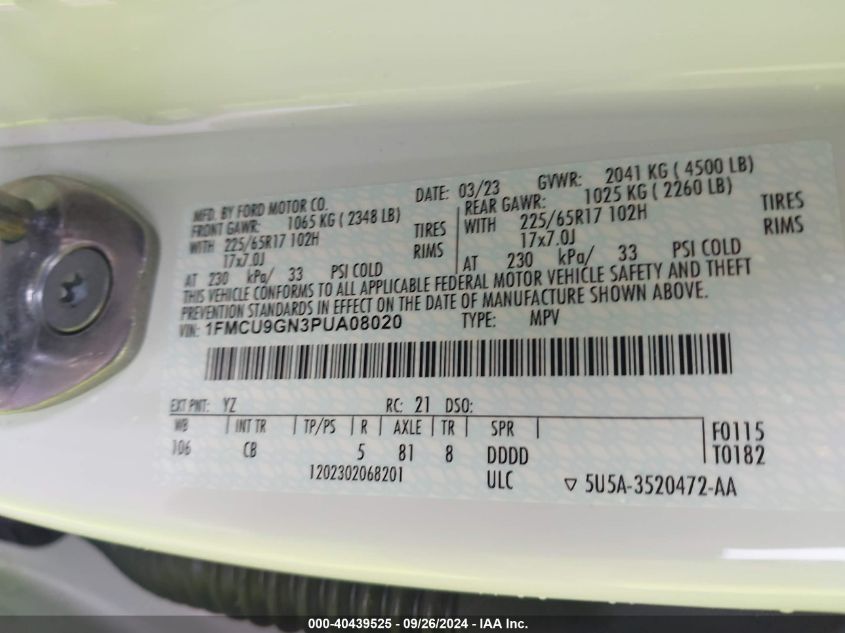 MFD. BY FORD MOTOR CO. DATE: 03/23 GVWR: 2041 KG ( 4500 LB)
FRONT GAWR: 1065 KG ( 2348 LB) REAR GAWR: 1025 KG ( 2260 LB)
WITH 225/65R17 102H TIRES WITH 225/65R17 102H TIRES
17x7.0J RIMS 17x7.0J RIMS
AT 230 kPa/ 33 PSI COLD AT 230 kPa/ 33 PSI COLD
THIS VEHICLE CONFORMS TO ALL APPLICABLE FEDERAL MOTOR VEHICLE SAFETY AND THEFT
PREVENTION STANDARDS IN EFFECT ON THE DATE OF MANUFACTURE SHOWN ABOVE.
VIN: 1FMCU9GN3PUA08020 TYPE: MPV
EXT PNT: YZ RC: 21 DSO:
WB INT TR TP/PS R AXLE TR SPR F0115
106 CB 5 81 8 DDDD T0182
1202302068201 ULC ▽ 5U5A-3520472-AA
000-40439525 - 09/26/2024 - IAA Inc.